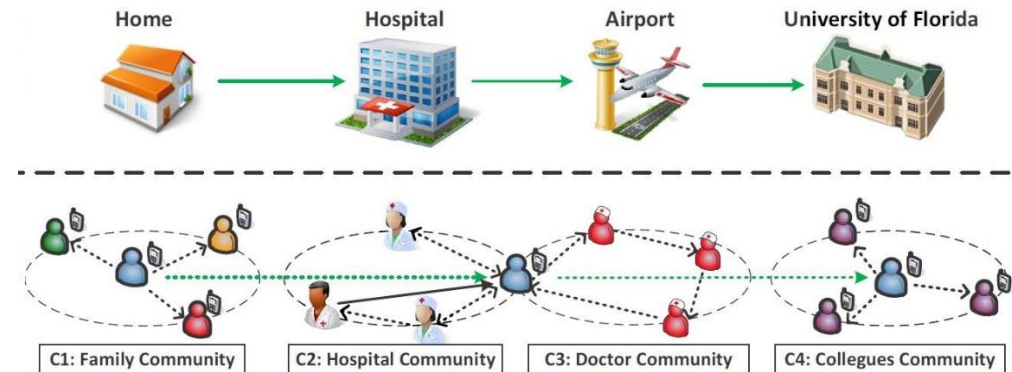 Home
Hospital
Airport
University of Florida
C1: Family Community
C2: Hospital Community
C3: Doctor Community
C4: Collegues Community